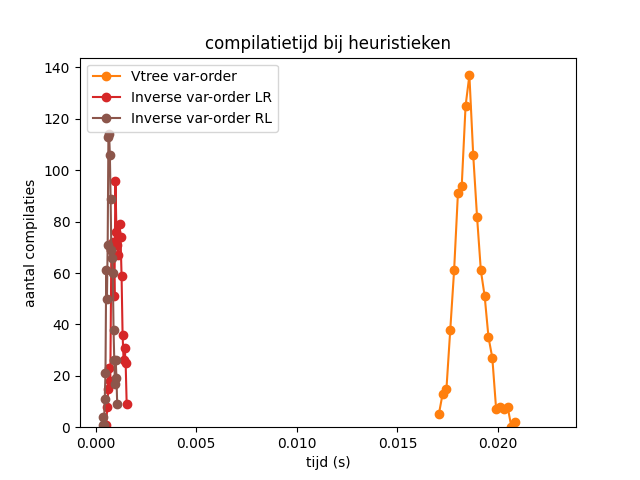 compilatietijd bij heuristieken
Vtree var-order
Inverse var-order LR
Inverse var-order RL
aantal compilaties
140
120
100
80
60
40
20
0
0.000 0.005 0.010 0.015 0.020
tijd (s)